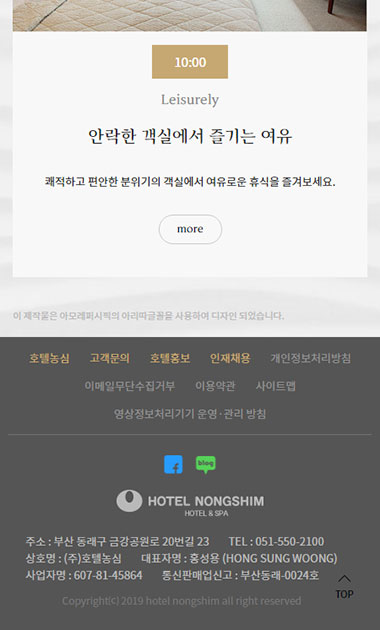 10:00
Leisurely
안락한 객실에서 즐기는 여유
쾌적하고 편안한 분위기의 객실에서 여유로운 휴식을 즐겨보세요.
more
이 제작물은 아모레퍼시픽의 아리따글꼴을 사용하여 디자인 되었습니다.
호텔농심 고객문의 호텔홍보 인재채용 개인정보처리방침
이메일무단수집거부 이용약관 사이트맵
영상정보처리기기 운영·관리 방침
f blog
HOTEL NONGSHIM
HOTEL & SPA
주소 : 부산 동래구 금강공원로 20번길 23 TEL : 051-550-2100
상호명 : (주)호텔농심 대표자명 : 홍성용 (HONG SUNG WOONG)
사업자명 : 607-81-45864 통신판매업신고 : 부산동래-0024호
TOP
Copyright(c) 2019 hotel nongshim all right reserved